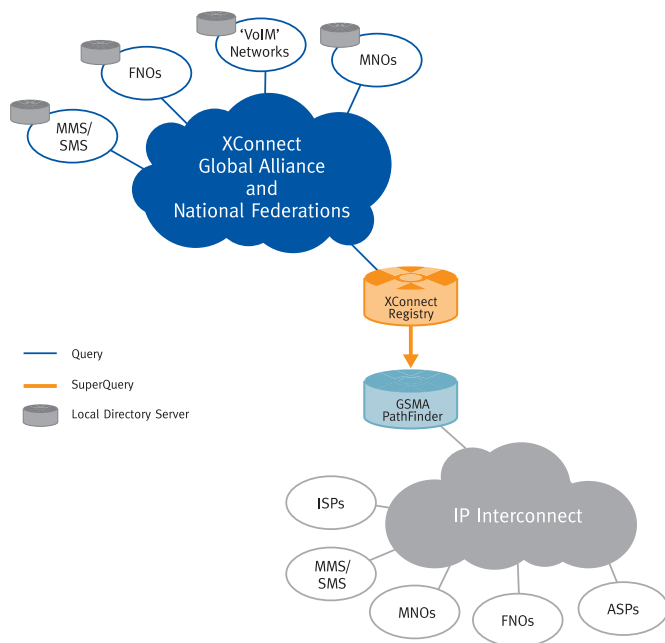 'VoIM'
Networks
MNOs
FNOs
MMS/
SMS
XConnect
Global Alliance
and
National Federations
XConnect
Registry
Query
SuperQuery
Local Directory Server
GSMA
PathFinder
IP Interconnect
ISPs
MMS/
SMS
MNOs
FNOs
ASPs